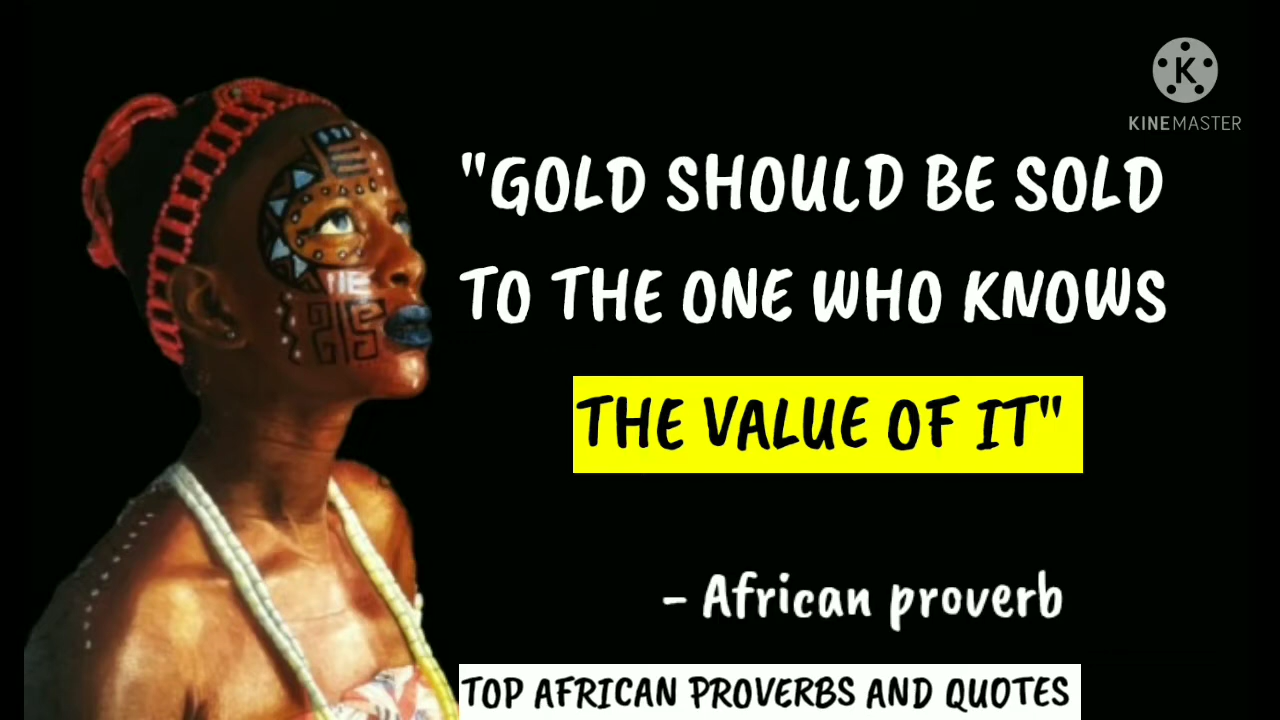 KINEMASTER
"GOLD SHOULD BE SOLD
TO THE ONE WHO KNOWS
THE VALUE OF IT"
- African proverb
TOP AFRICAN PROVERBS AND QUOTES